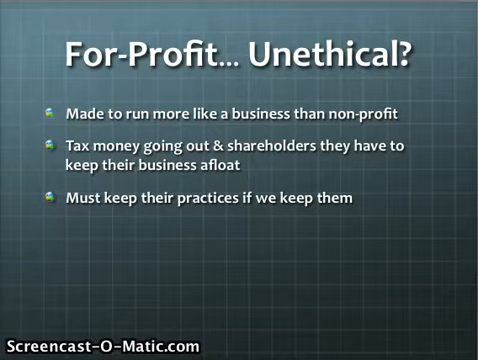 For-Profit... Unethical?
Made to run more like a business than non-profit
Tax money going out & shareholders they have to
keep their business afloat
Must keep their practices if we keep them
Screencast-O-Matic.com